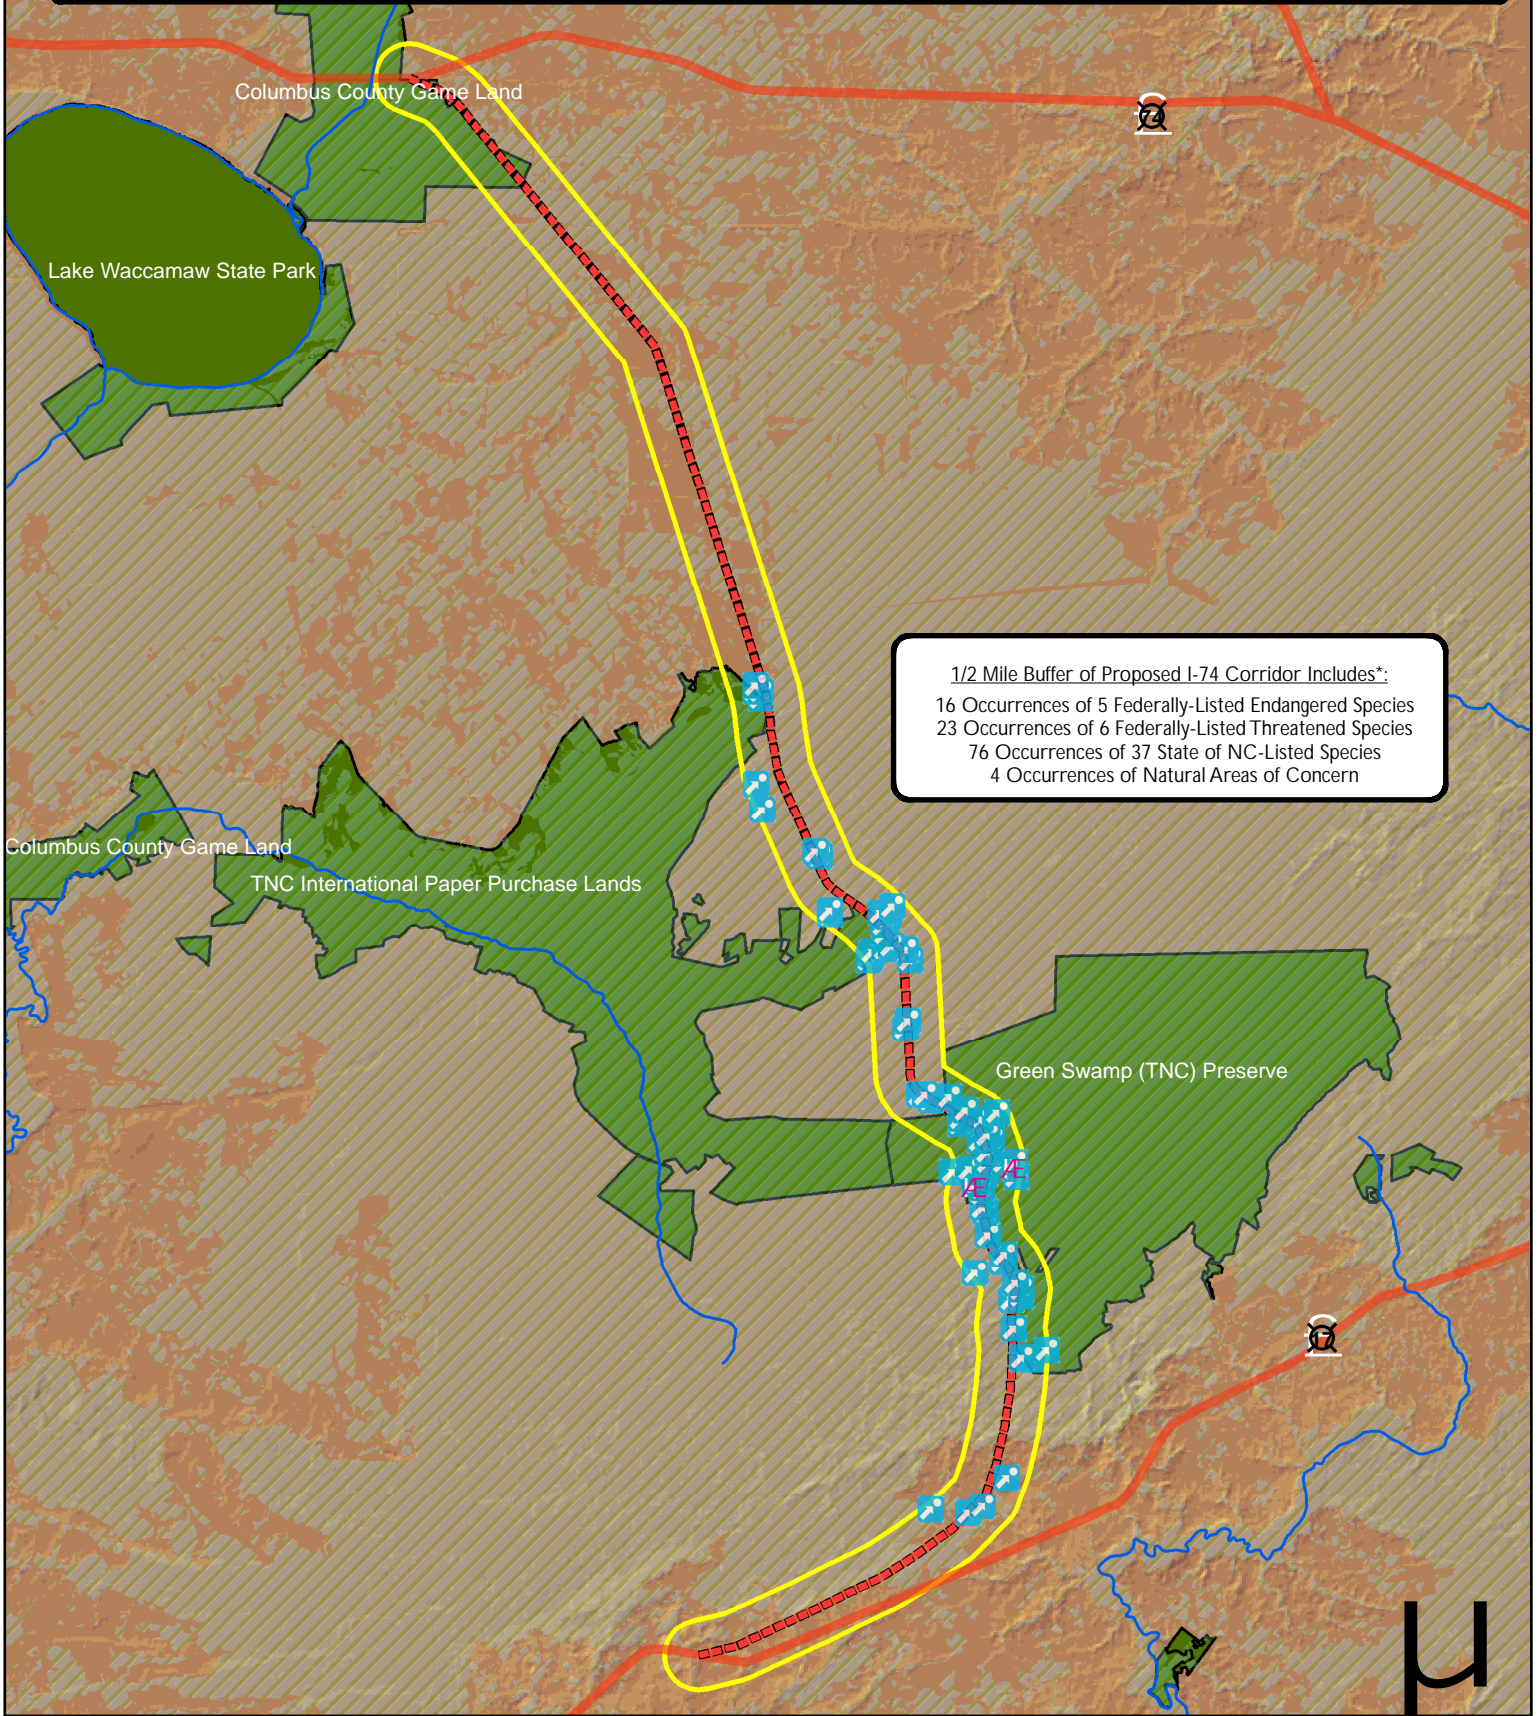 Columbus County Game Land
74
Lake Waccamaw State Park
1/2 Mile Buffer of Proposed I-74 Corridor Includes*:
16 Occurrences of 5 Federally-Listed Endangered Species
23 Occurrences of 6 Federally-Listed Threatened Species
76 Occurrences of 37 State of NC-Listed Species
4 Occurrences of Natural Areas of Concern
Columbus County Game Land
TNC International Paper Purchase Lands
Green Swamp (TNC) Preserve
Æ
Æ
17
µ